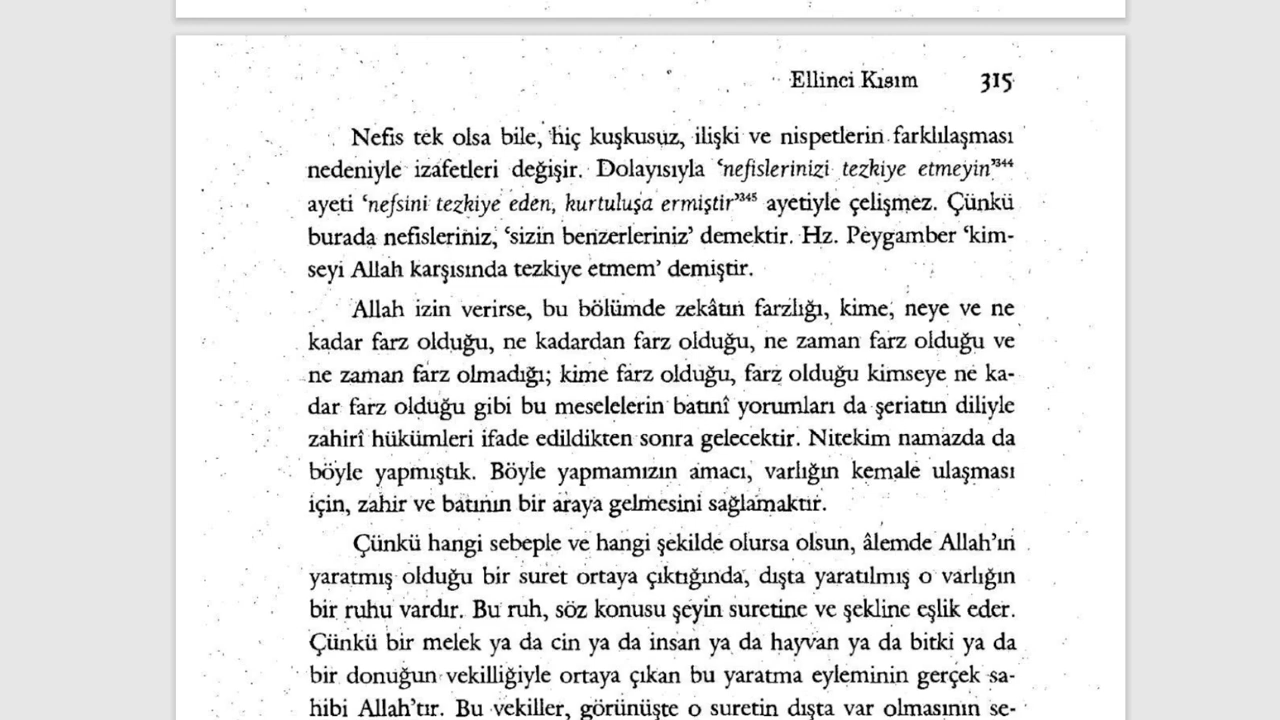 Ellinci Kısım 315
Nefis tek olsa bile, hiç kuşkusuz, ilişki ve nispetlerin farklılaşması
nedeniyle izafetleri değişir. Dolayısıyla ‘nefislerinizi tezkiye etmeyin’344
ayeti ‘nefsini tezkiye eden, kurtuluşa ermiştir’345 ayetiyle çelişmez. Çünkü
burada nefisleriniz, ‘sizin benzerleriniz’ demektir. Hz. Peygamber ‘kim-
seyi Allah karşısında tezkiye etmem’ demiştir.
Allah izin verirse, bu bölümde zekâtın farzlığı, kime, neye ve ne
kadar farz olduğu, ne kadardan farz olduğu, ne zaman farz olduğu ve
ne zaman farz olmadığı; kime farz olduğu, farz olduğu kimseye ne ka-
dar farz olduğu gibi bu meselelerin batınî yorumları da şeriatın diliyle
zahirî hükümleri ifade edildikten sonra gelecektir. Nitekim namazda da
böyle yapmıştık. Böyle yapmamızın amacı, varlığın kemale ulaşması
için, zahir ve batının bir araya gelmesini sağlamaktır.
Çünkü hangi sebeple ve hangi şekilde olursa olsun, âlemde Allah’ın
yaratmış olduğu bir suret ortaya çıktığında, dışta yaratılmış o varlığın
bir ruhu vardır. Bu ruh, söz konusu şeyin suretine ve şekline eşlik eder.
Çünkü bir melek ya da cin ya da insan ya da hayvan ya da bitki ya da
bir donuğun vekilliğiyle ortaya çıkan bu yaratma eyleminin gerçek sa-
hibi Allah’tır. Bu vekiller, görünüşte o suretin dışta var olmasının se-